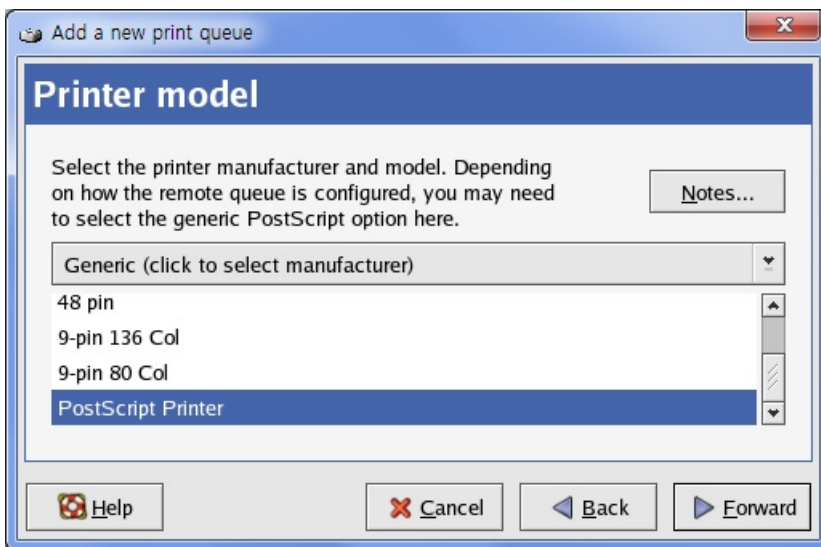 Add a new print queue
Printer model
Select the printer manufacturer and model. Depending
on how the remote queue is configured, you may need
to select the generic PostScript option here.
Notes...
Generic (click to select manufacturer)
48 pin
9-pin 136 Col
9-pin 80 Col
PostScript Printer
Help
Cancel
Back
Forward